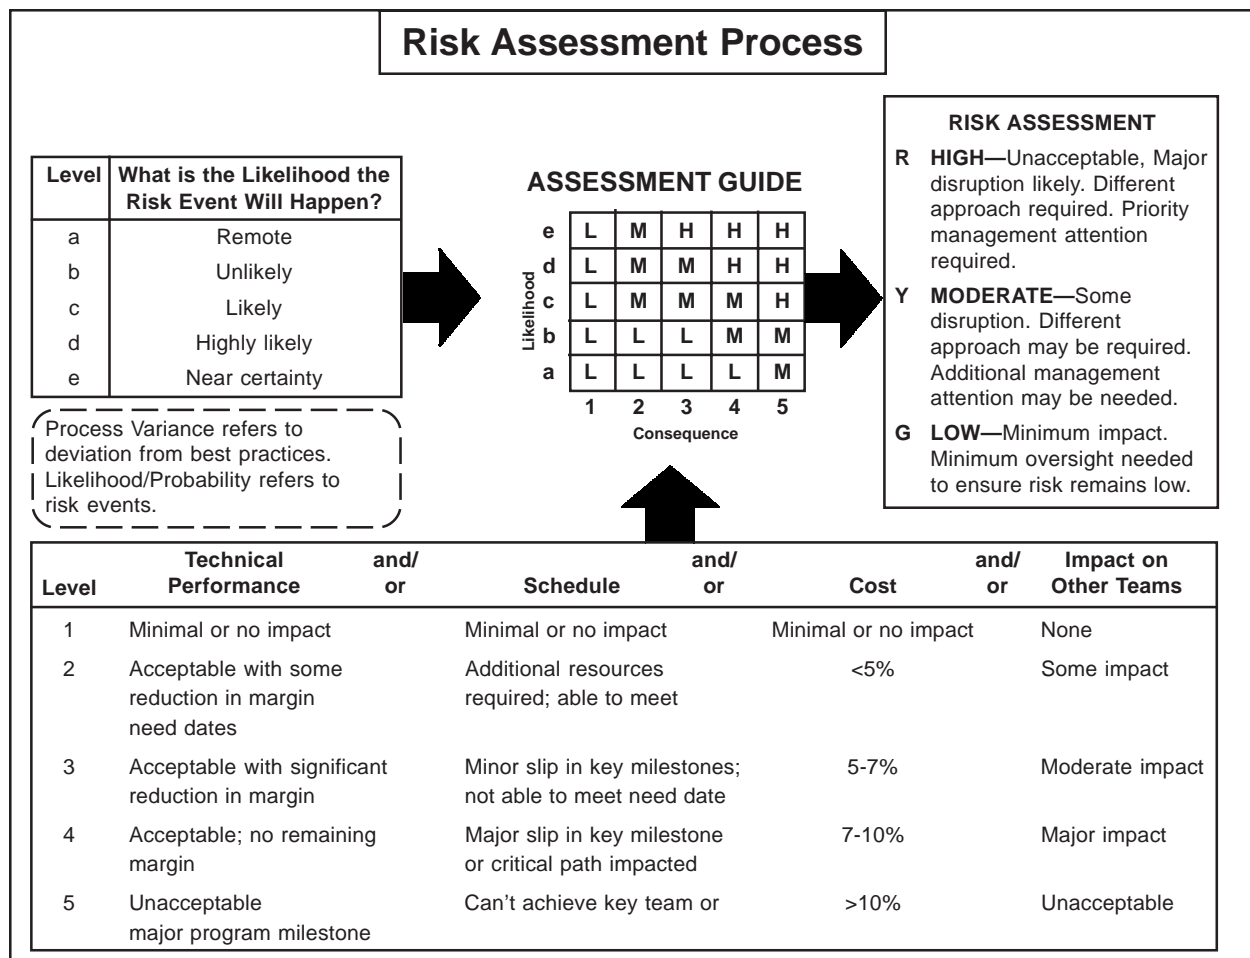 Risk Assessment Process
Level What is the Likelihood the
Risk Event Will Happen?
a Remote
b Unlikely
c Likely
d Highly likely
e Near certainty
Process Variance refers to
deviation from best practices.
Likelihood/Probability refers to
risk events.
ASSESSMENT GUIDE
Likelihood
e L M H H H
d L M M H H
c L M M M H
b L L L M M
a L L L L M
1 2 3 4 5
Consequence
RISK ASSESSMENT
R HIGH—Unacceptable, Major
disruption likely. Different
approach required. Priority
management attention
required.
Y MODERATE—Some
disruption. Different
approach may be required.
Additional management
attention may be needed.
G LOW—Minimum impact.
Minimum oversight needed
to ensure risk remains low.
Technical and/ and/ and/ Impact on
Level Performance or Schedule or Cost or Other Teams
1 Minimal or no impact Minimal or no impact Minimal or no impact None
2 Acceptable with some Additional resources <5% Some impact
reduction in margin required; able to meet
need dates
3 Acceptable with significant Minor slip in key milestones; 5-7% Moderate impact
reduction in margin not able to meet need date
4 Acceptable; no remaining Major slip in key milestone 7-10% Major impact
margin or critical path impacted
5 Unacceptable Can't achieve key team or >10% Unacceptable
major program milestone